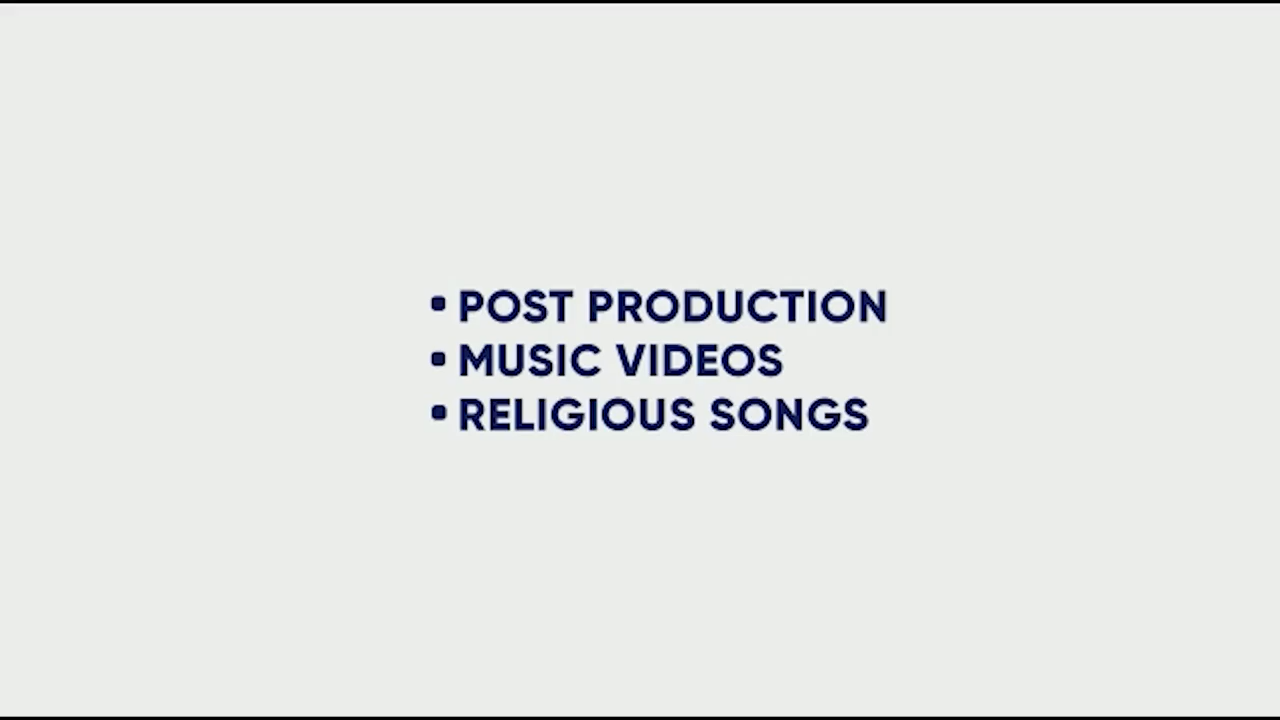 • POST PRODUCTION
• MUSIC VIDEOS
• RELIGIOUS SONGS